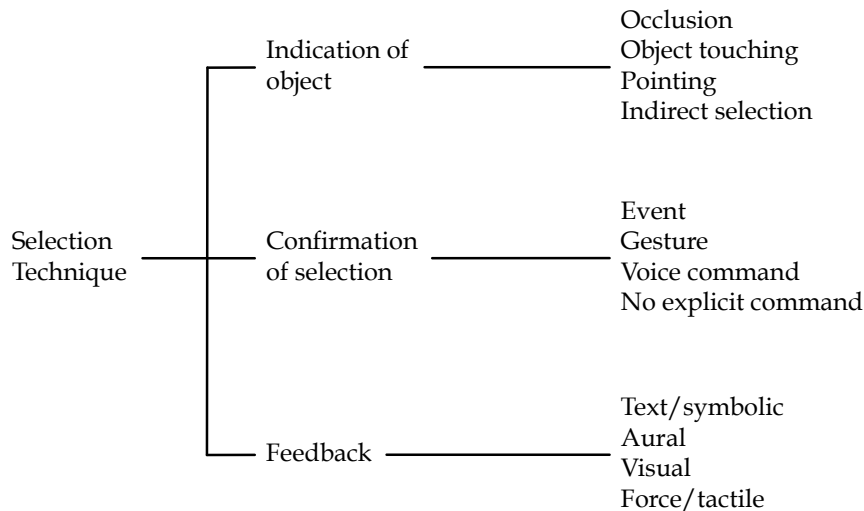 Selection
Technique
Indication of
object
Occlusion
Object touching
Pointing
Indirect selection
Confirmation
of selection
Event
Gesture
Voice command
No explicit command
Feedback
Text/symbolic
Aural
Visual
Force/tactile